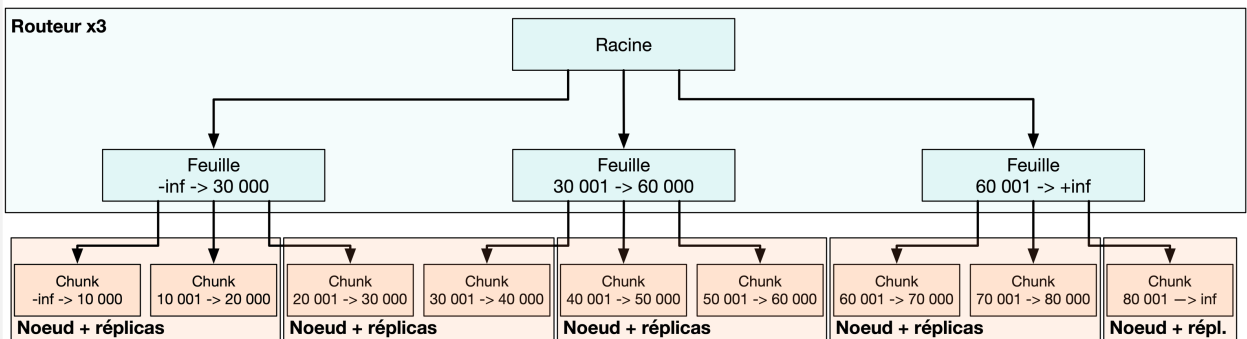 Routeur x3
Racine
Feuille
-inf -> 30 000
Feuille
30 001 -> 60 000
Feuille
60 001 -> +inf
Chunk
-inf -> 10 000
Chunk
10 001 -> 20 000
Chunk
20 001 -> 30 000
Chunk
30 001 -> 40 000
Chunk
40 001 -> 50 000
Chunk
50 001 -> 60 000
Chunk
60 001 -> 70 000
Chunk
70 001 -> 80 000
Chunk
80 001 —> inf
Noeud + réplicas
Noeud + réplicas
Noeud + réplicas
Noeud + réplicas
Noeud + répl.